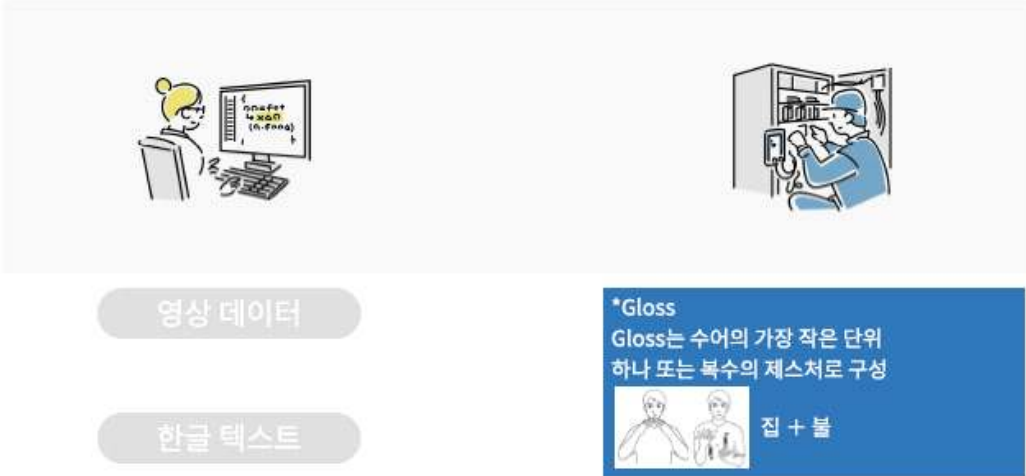 영상 데이터
한글 텍스트
*Gloss
Gloss는 수어의 가장 작은 단위
하나 또는 복수의 제스처로 구성
집 + 불